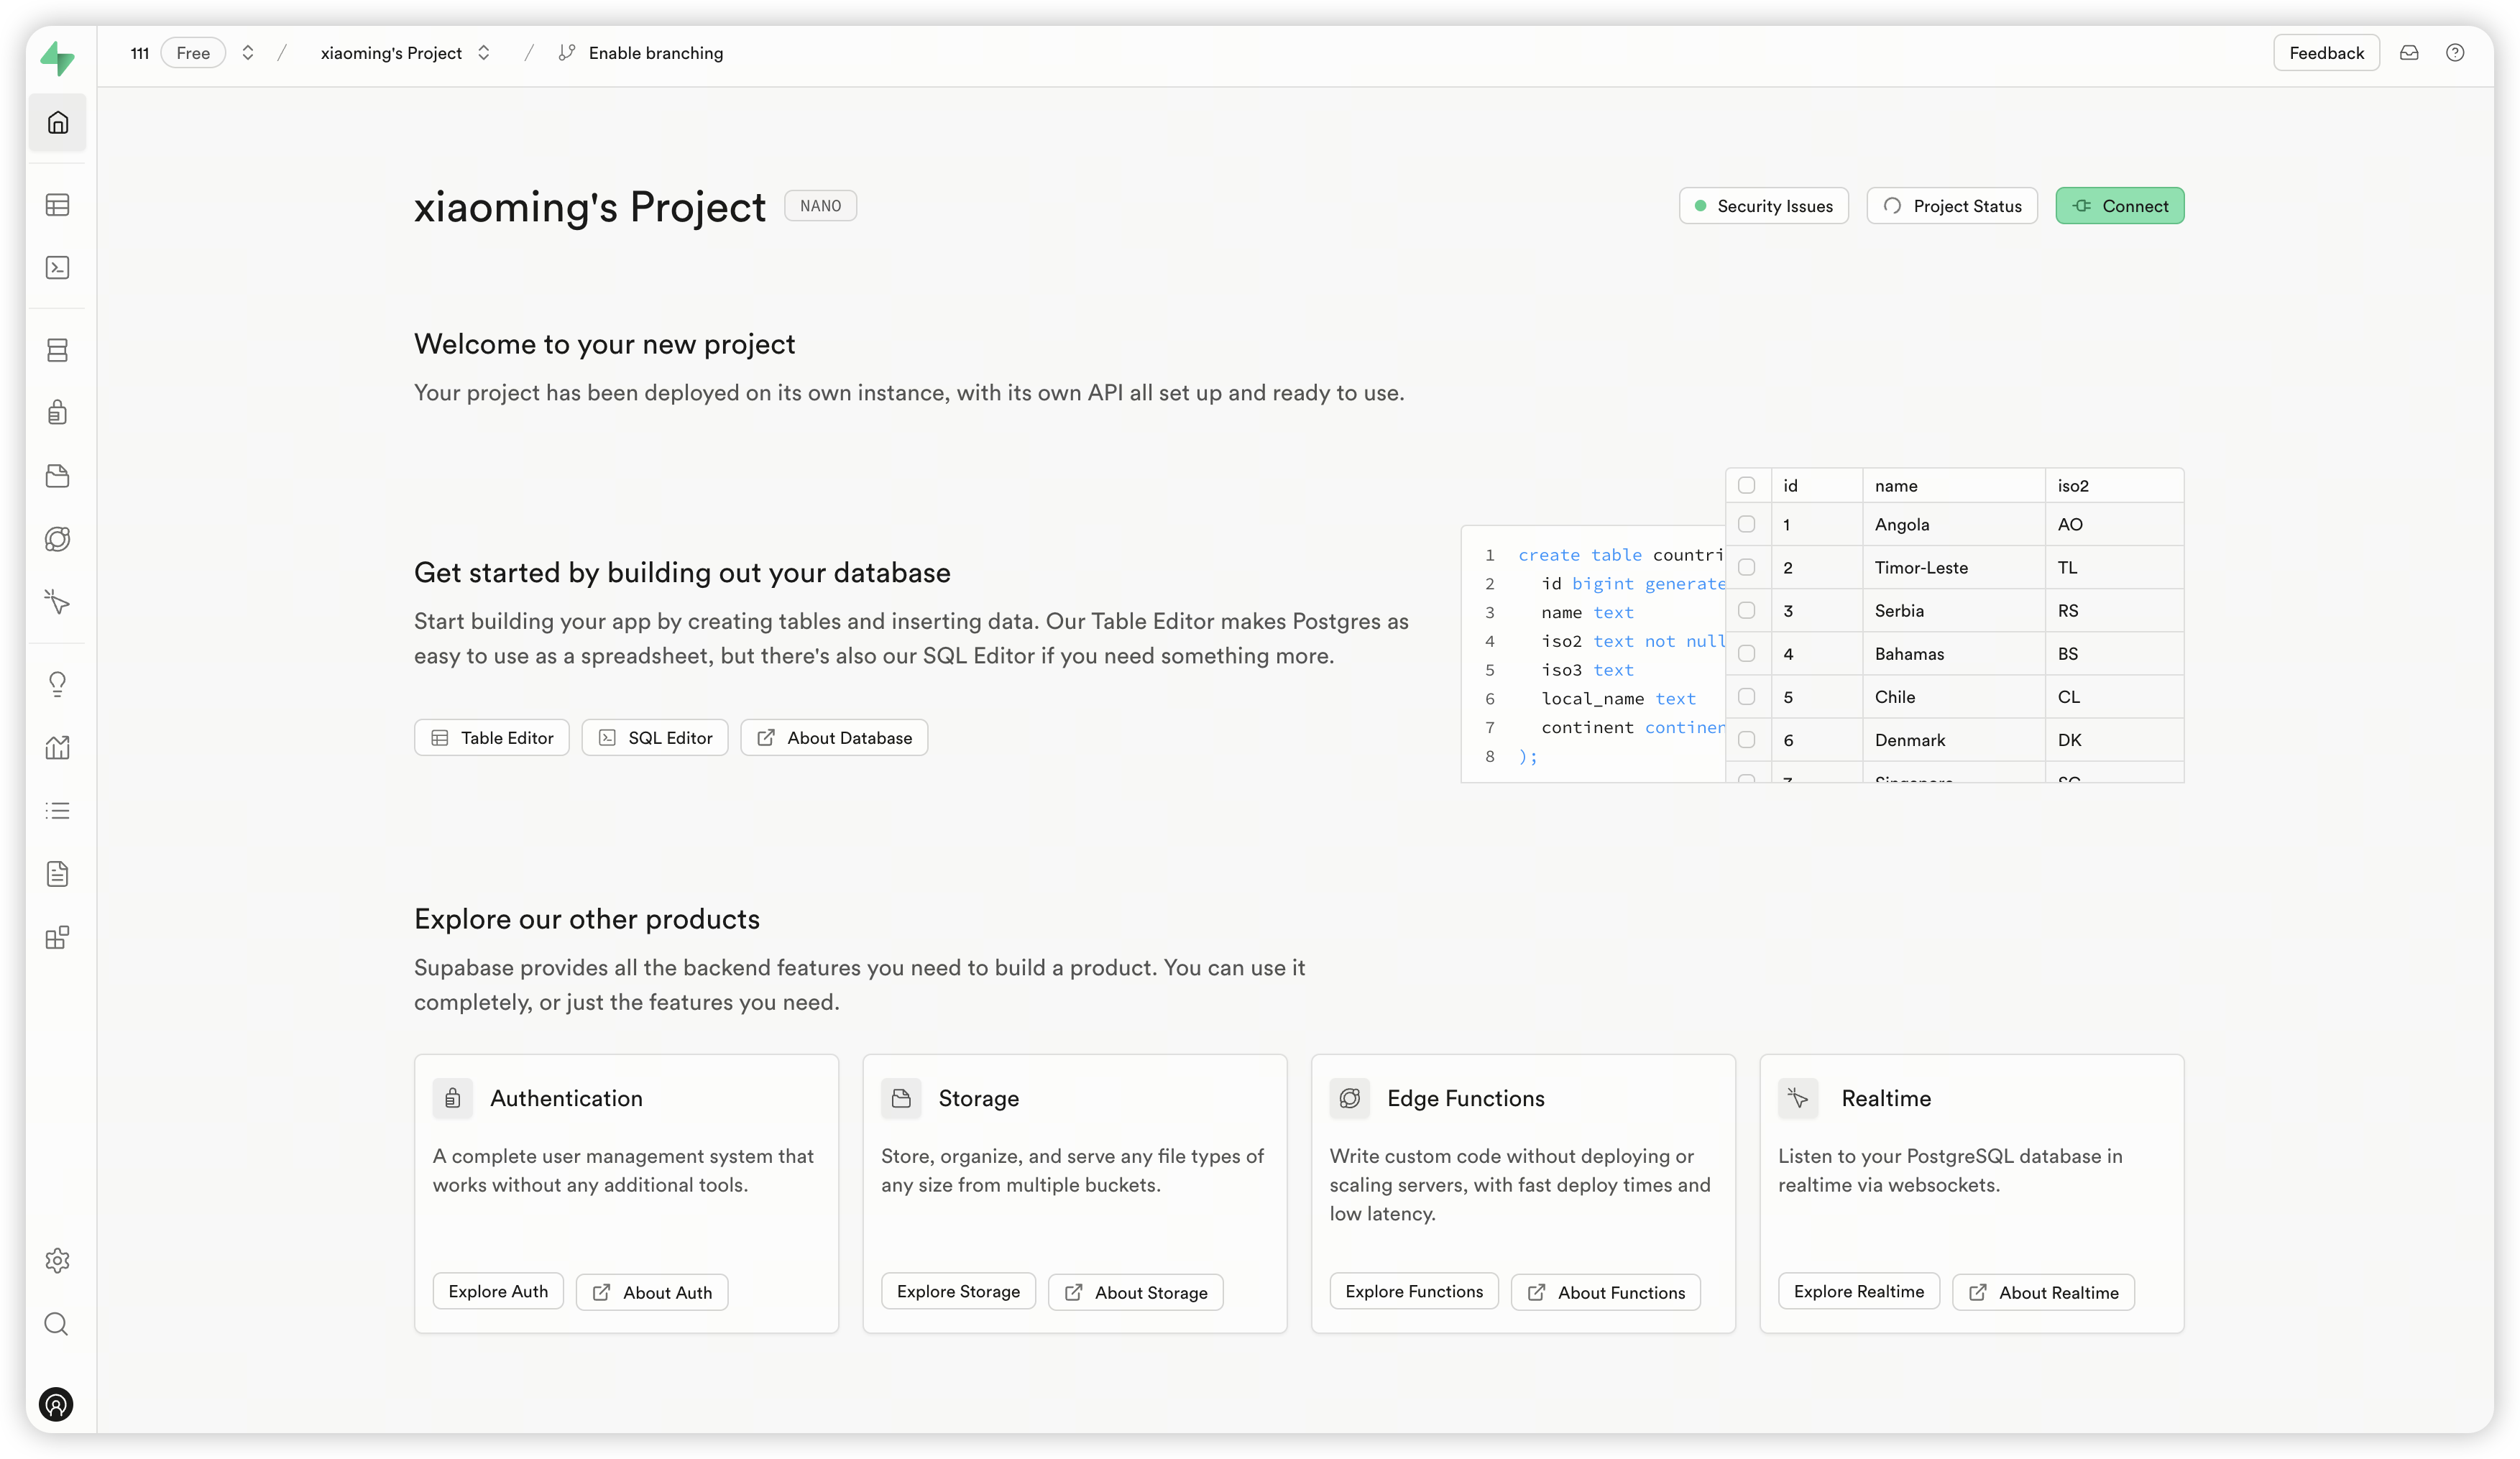 111 Free / xiaoming's Project / Enable branching
Feedback
xiaoming's Project NANO
Security Issues Project Status Connect
Welcome to your new project
Your project has been deployed on its own instance, with its own API all set up and ready to use.
Get started by building out your database
Start building your app by creating tables and inserting data. Our Table Editor makes Postgres as
easy to use as a spreadsheet, but there's also our SQL Editor if you need something more.
Table Editor SQL Editor About Database
1 create table countri
2 id bigint generate
3 name text
4 iso2 text not null
5 iso3 text
6 local_name text
7 continent continen
8 );
id name iso2
1 Angola AO
2 Timor-Leste TL
3 Serbia RS
4 Bahamas BS
5 Chile CL
6 Denmark DK
Explore our other products
Supabase provides all the backend features you need to build a product. You can use it
completely, or just the features you need.
Authentication
A complete user management system that
works without any additional tools.
Explore Auth About Auth
Storage
Store, organize, and serve any file types of
any size from multiple buckets.
Explore Storage About Storage
Edge Functions
Write custom code without deploying or
scaling servers, with fast deploy times and
low latency.
Explore Functions About Functions
Realtime
Listen to your PostgreSQL database in
realtime via websockets.
Explore Realtime About Realtime